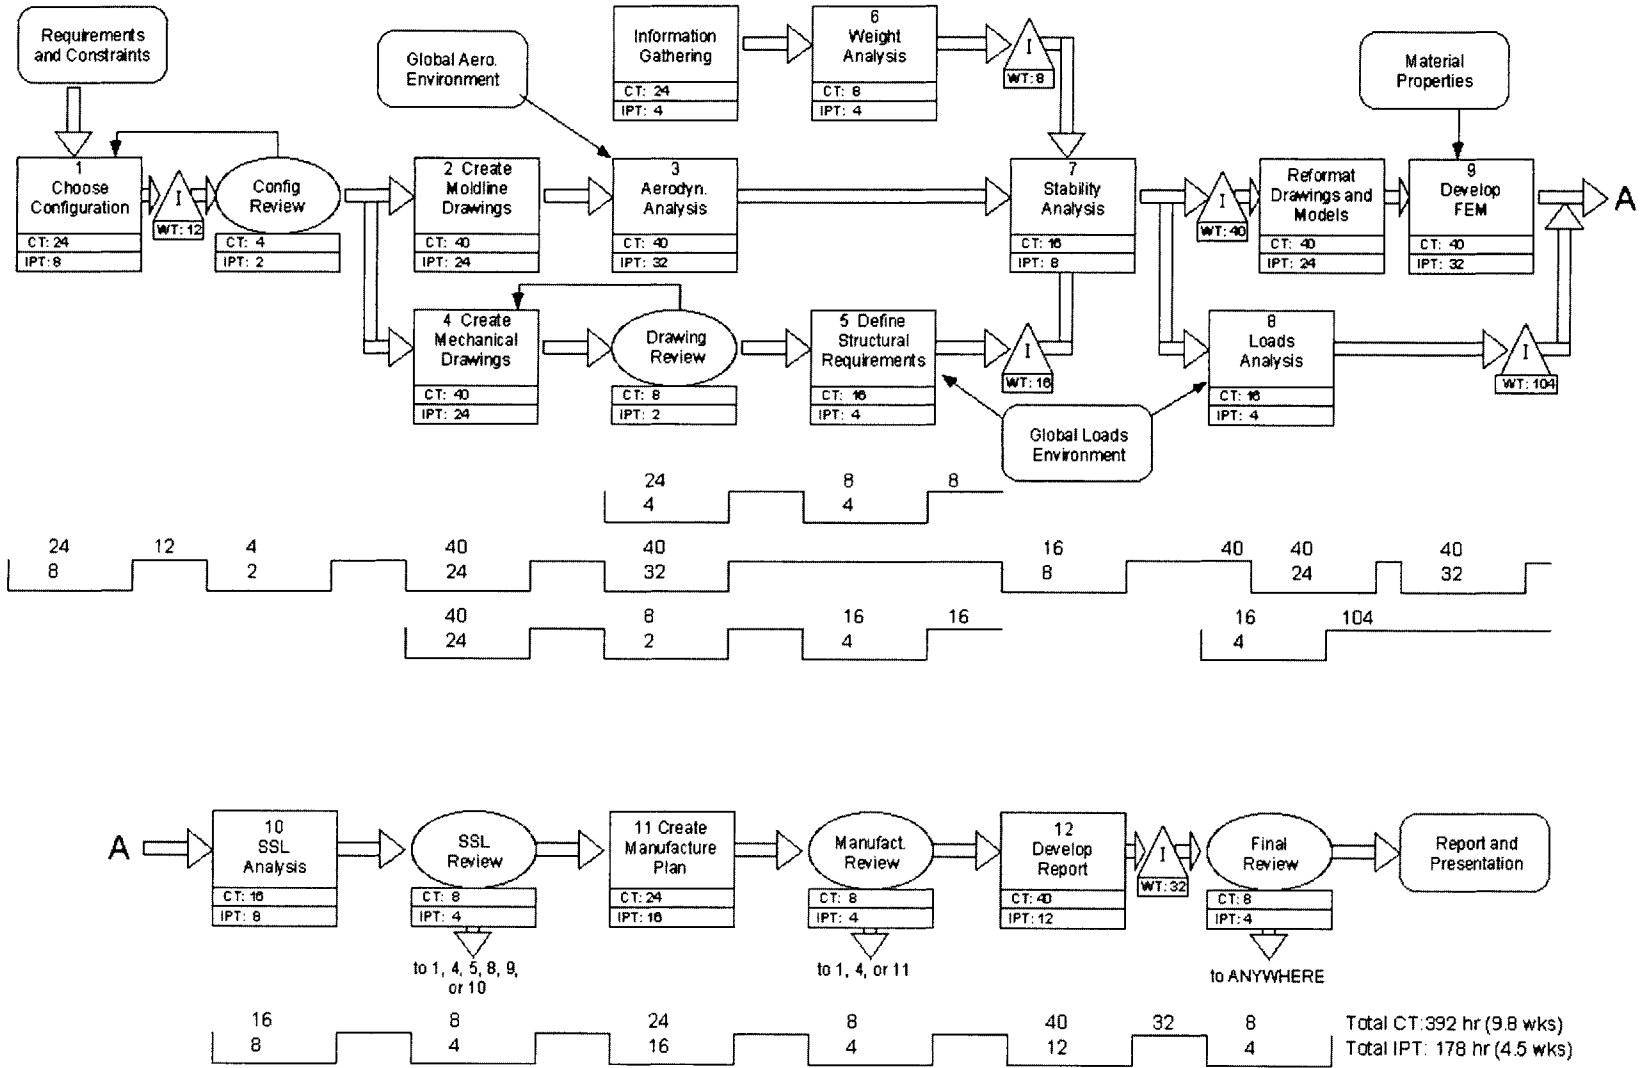 Requirements
and Constraints
Global Aero.
Environment
Information
Gathering
CT: 24
IPT: 4
6
Weight
Analysis
CT: 8
IPT: 4
I
WT: 8
Material
Properties
1
Choose
Configuration
CT: 24
IPT: 8
I
WT: 12
Config
Review
CT: 4
IPT: 2
2 Create
Moldline
Drawings
CT: 40
IPT: 24
3
Aerodyn.
Analysis
CT: 40
IPT: 32
7
Stability
Analysis
CT: 16
IPT: 8
I
WT: 40
Reformat
Drawings and
Models
CT: 40
IPT: 24
9
Develop
FEM
CT: 40
IPT: 32
A
4 Create
Mechanical
Drawings
CT: 40
IPT: 24
Drawing
Review
CT: 8
IPT: 2
5 Define
Structural
Requirements
CT: 16
IPT: 4
I
WT: 16
8
Loads
Analysis
CT: 16
IPT: 4
I
WT: 104
Global Loads
Environment
24 8 8
4 4
24 12 4 40 40 16 40 40 40
8 2 24 32 8 24 32
40 8 16 16 16 104
24 2 4 4
A
10
SSL
Analysis
CT: 16
IPT: 8
SSL
Review
CT: 8
IPT: 4
to 1, 4, 5, 8, 9,
or 10
11 Create
Manufacture
Plan
CT: 24
IPT: 16
Manufact.
Review
CT: 8
IPT: 4
to 1, 4, or 11
12
Develop
Report
CT: 40
IPT: 12
I
WT: 32
Final
Review
CT: 8
IPT: 4
to ANYWHERE
Report and
Presentation
16 8 24 8 40 32 8 Total CT:392 hr (9.8 wks)
8 4 16 4 12 4 Total IPT: 178 hr (4.5 wks)